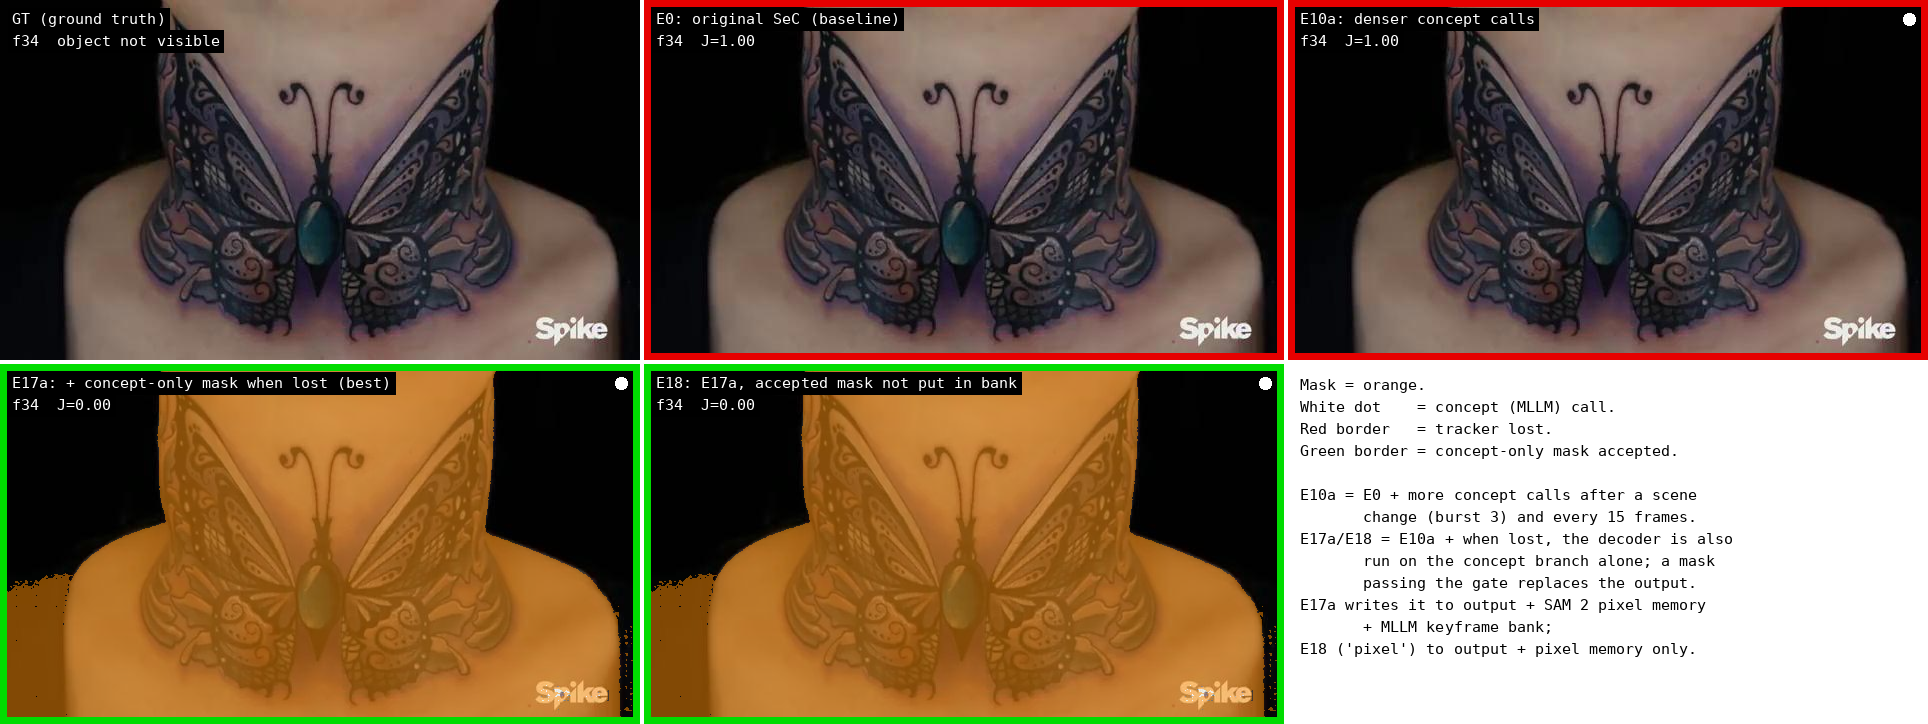 GT (ground truth)
f34  object not visible
Spike
E0: original SeC (baseline)
f34  J=1.00
Spike
E10a: denser concept calls
f34  J=1.00
Spike
E17a: + concept-only mask when lost (best)
f34  J=0.00
Spike
E18: E17a, accepted mask not put in bank
f34  J=0.00
Spike
Mask = orange.
White dot    = concept (MLLM) call.
Red border   = tracker lost.
Green border = concept-only mask accepted.
E10a = E0 + more concept calls after a scene
change (burst 3) and every 15 frames.
E17a/E18 = E10a + when lost, the decoder is also
run on the concept branch alone; a mask
passing the gate replaces the output.
E17a writes it to output + SAM 2 pixel memory
+ MLLM keyframe bank;
E18 ('pixel') to output + pixel memory only.